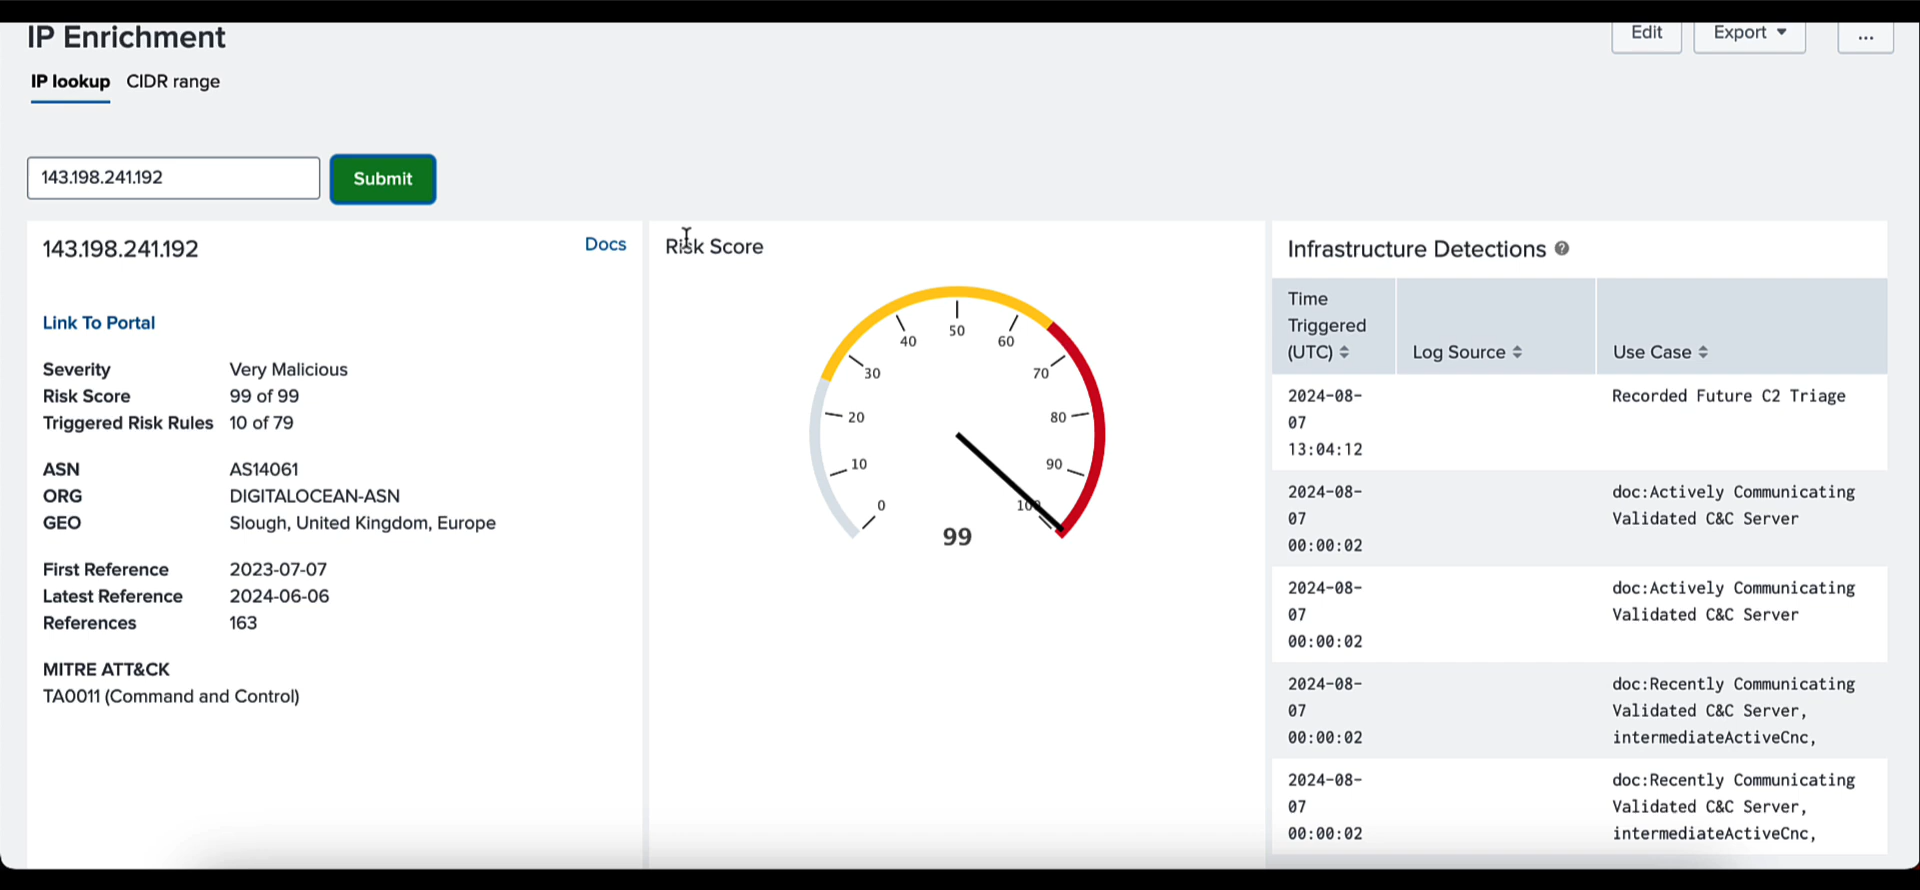 IP Enrichment
Edit
Export
...
IP lookup
CIDR range
143.198.241.192
Submit
143.198.241.192
Docs
Link To Portal
Severity Very Malicious
Risk Score 99 of 99
Triggered Risk Rules 10 of 79
ASN AS14061
ORG DIGITALOCEAN-ASN
GEO Slough, United Kingdom, Europe
First Reference 2023-07-07
Latest Reference 2024-06-06
References 163
MITRE ATT&CK
TA0011 (Command and Control)
Risk Score
0
10
20
30
40
50
60
70
80
90
100
99
Infrastructure Detections
Time
Triggered
(UTC)
Log Source
Use Case
2024-08-
07
13:04:12
Recorded Future C2 Triage
2024-08-
07
00:00:02
doc:Actively Communicating
Validated C&C Server
2024-08-
07
00:00:02
doc:Actively Communicating
Validated C&C Server
2024-08-
07
00:00:02
doc:Recently Communicating
Validated C&C Server,
intermediateActiveCnc,
2024-08-
07
00:00:02
doc:Recently Communicating
Validated C&C Server,
intermediateActiveCnc,